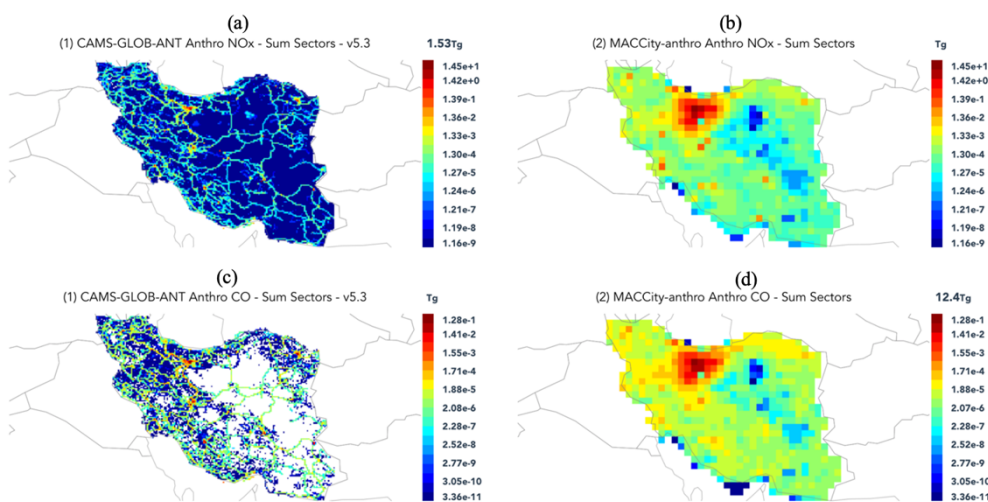 (a)
(1) CAMS-GLOB-ANT Anthro NOx - Sum Sectors - v5.3
1.53Tg
1.45e+1
1.42e+0
1.39e-1
1.36e-2
1.33e-3
1.30e-4
1.27e-5
1.24e-6
1.21e-7
1.19e-8
1.16e-9
(b)
(2) MACCity-anthro Anthro NOx - Sum Sectors
Tg
1.45e+1
1.42e+0
1.39e-1
1.36e-2
1.33e-3
1.30e-4
1.27e-5
1.24e-6
1.21e-7
1.19e-8
1.16e-9
(c)
(1) CAMS-GLOB-ANT Anthro CO - Sum Sectors - v5.3
Tg
1.28e-1
1.41e-2
1.55e-3
1.71e-4
1.88e-5
2.08e-6
2.28e-7
2.52e-8
2.77e-9
3.05e-10
3.36e-11
(d)
(2) MACCity-anthro Anthro CO - Sum Sectors
12.4Tg
1.28e-1
1.41e-2
1.55e-3
1.71e-4
1.88e-5
2.08e-6
2.28e-7
2.52e-8
2.77e-9
3.05e-10
3.36e-11